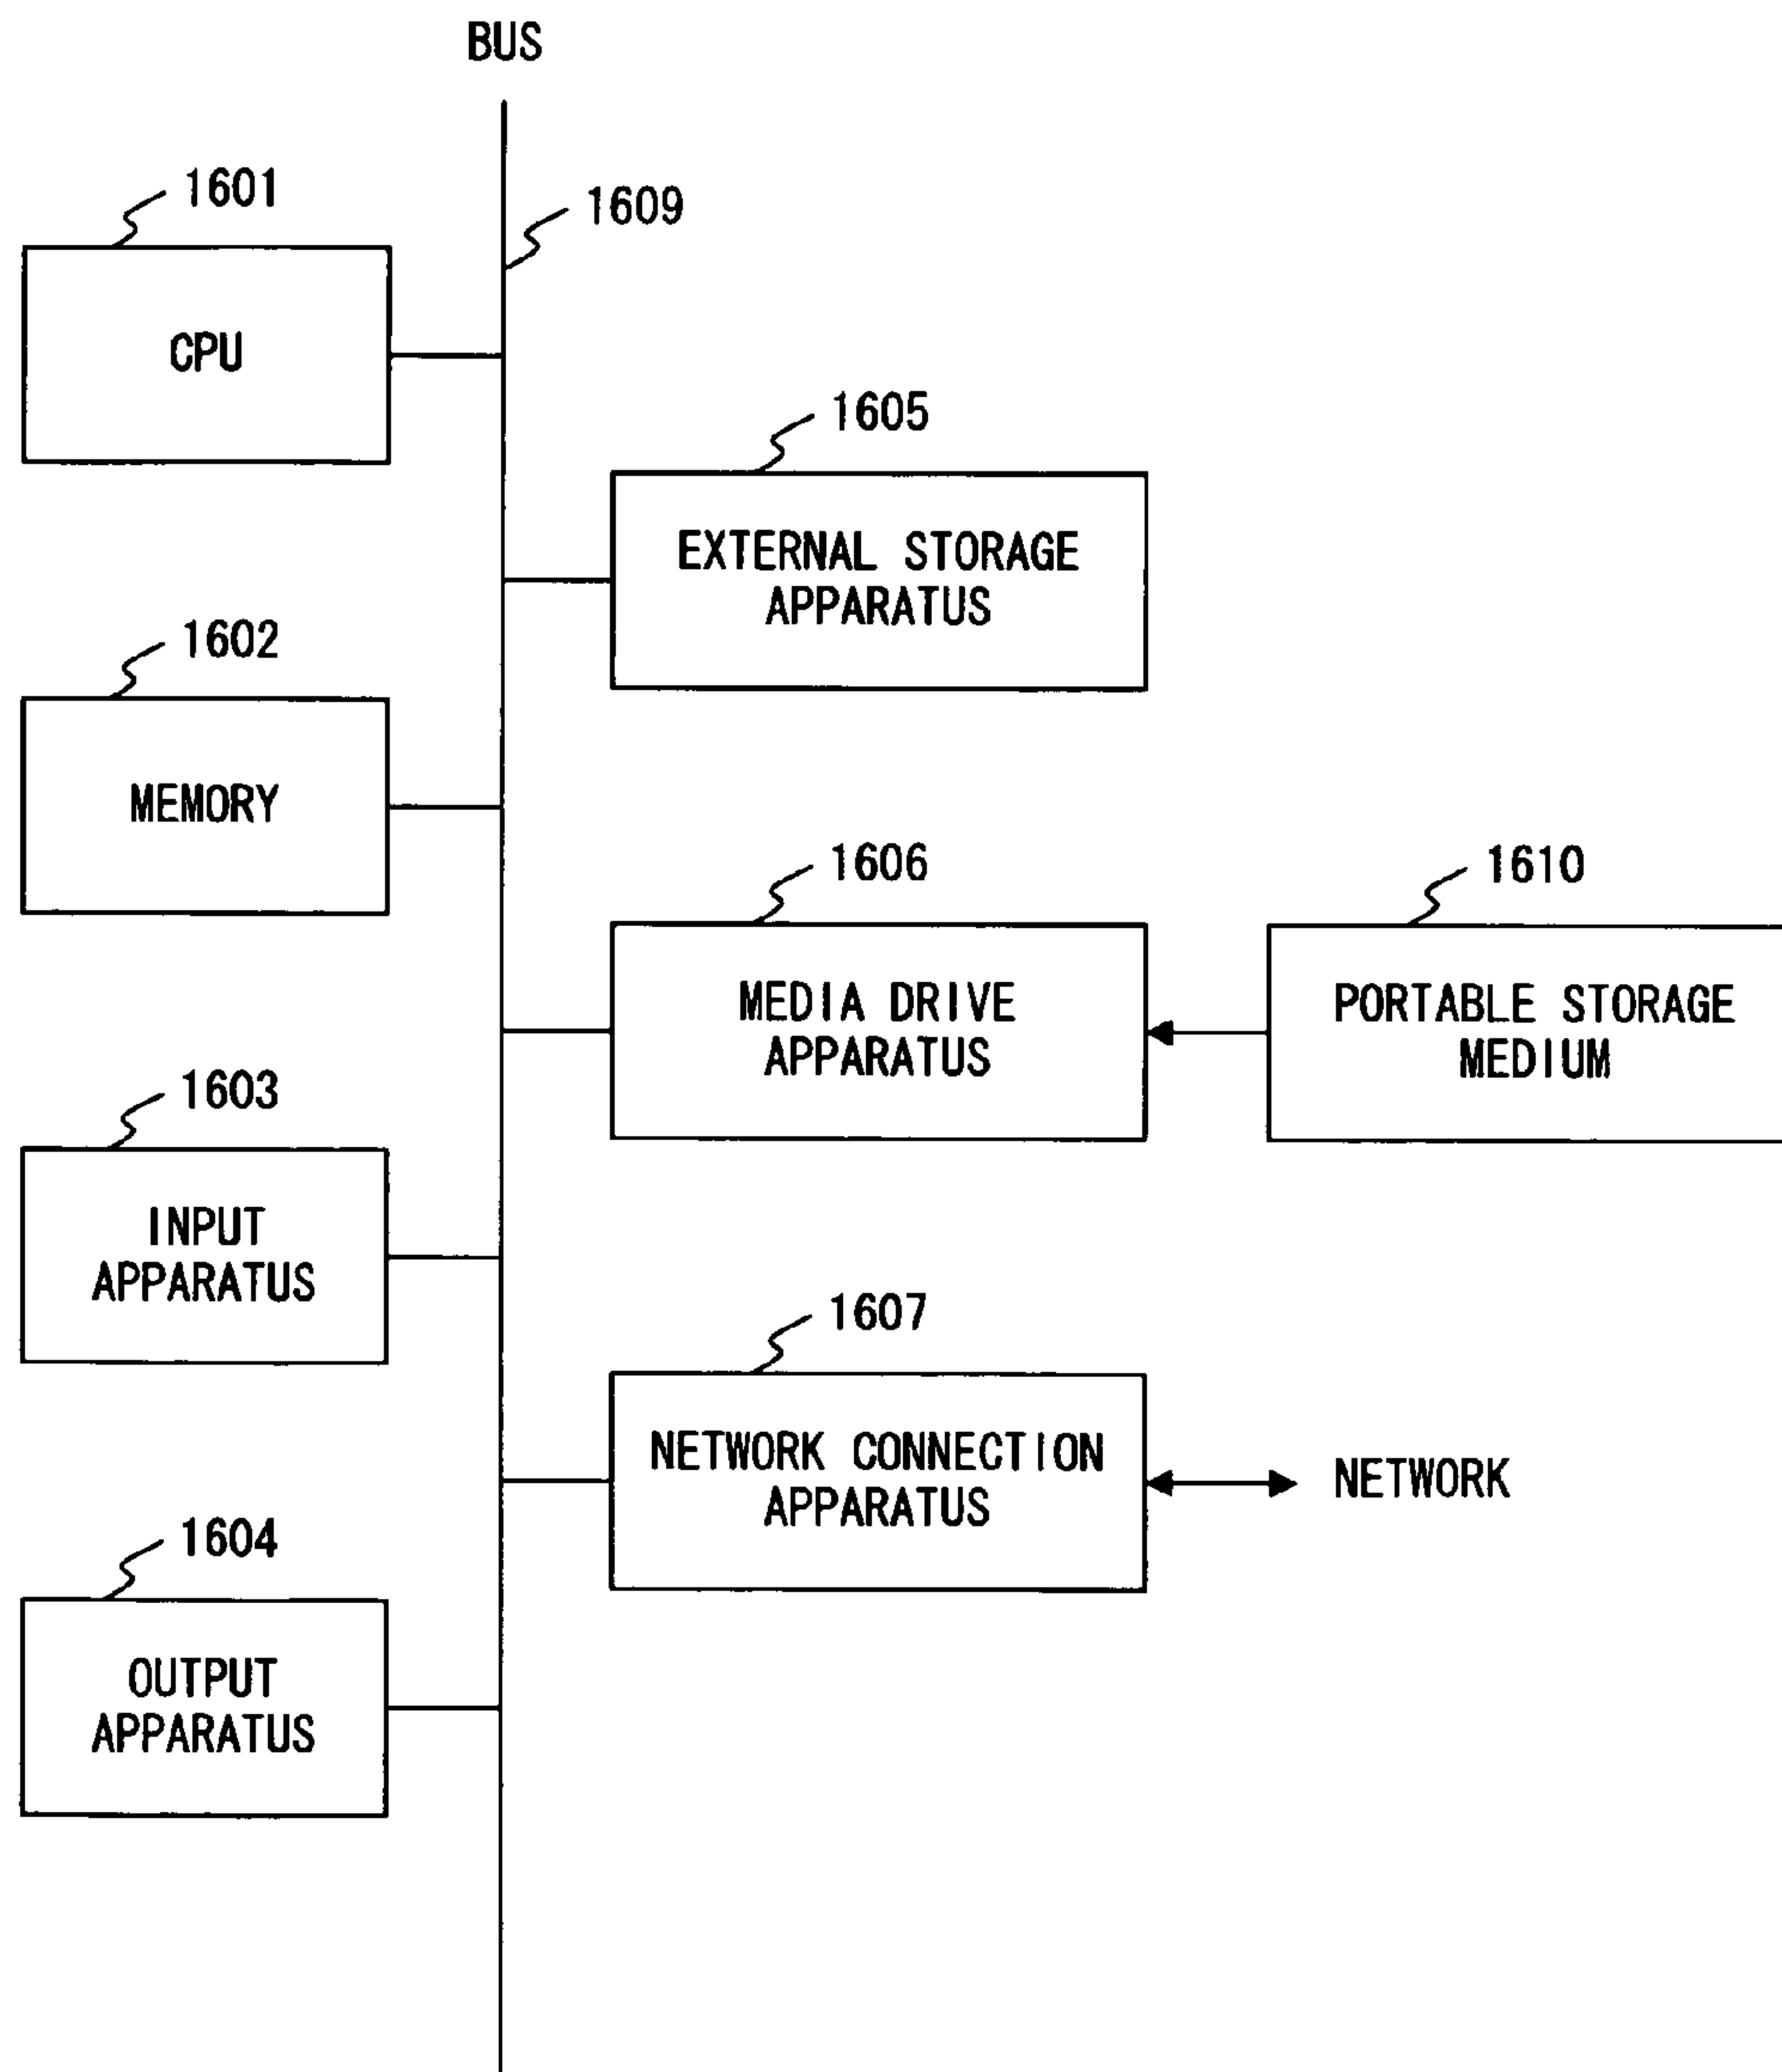 BUS
1601
1609
CPU
1605
EXTERNAL STORAGE
APPARATUS
1602
MEMORY
1606
1610
MEDIA DRIVE
APPARATUS
PORTABLE STORAGE
MEDIUM
1603
INPUT
APPARATUS
1607
NETWORK CONNECTION
APPARATUS
NETWORK
1604
OUTPUT
APPARATUS